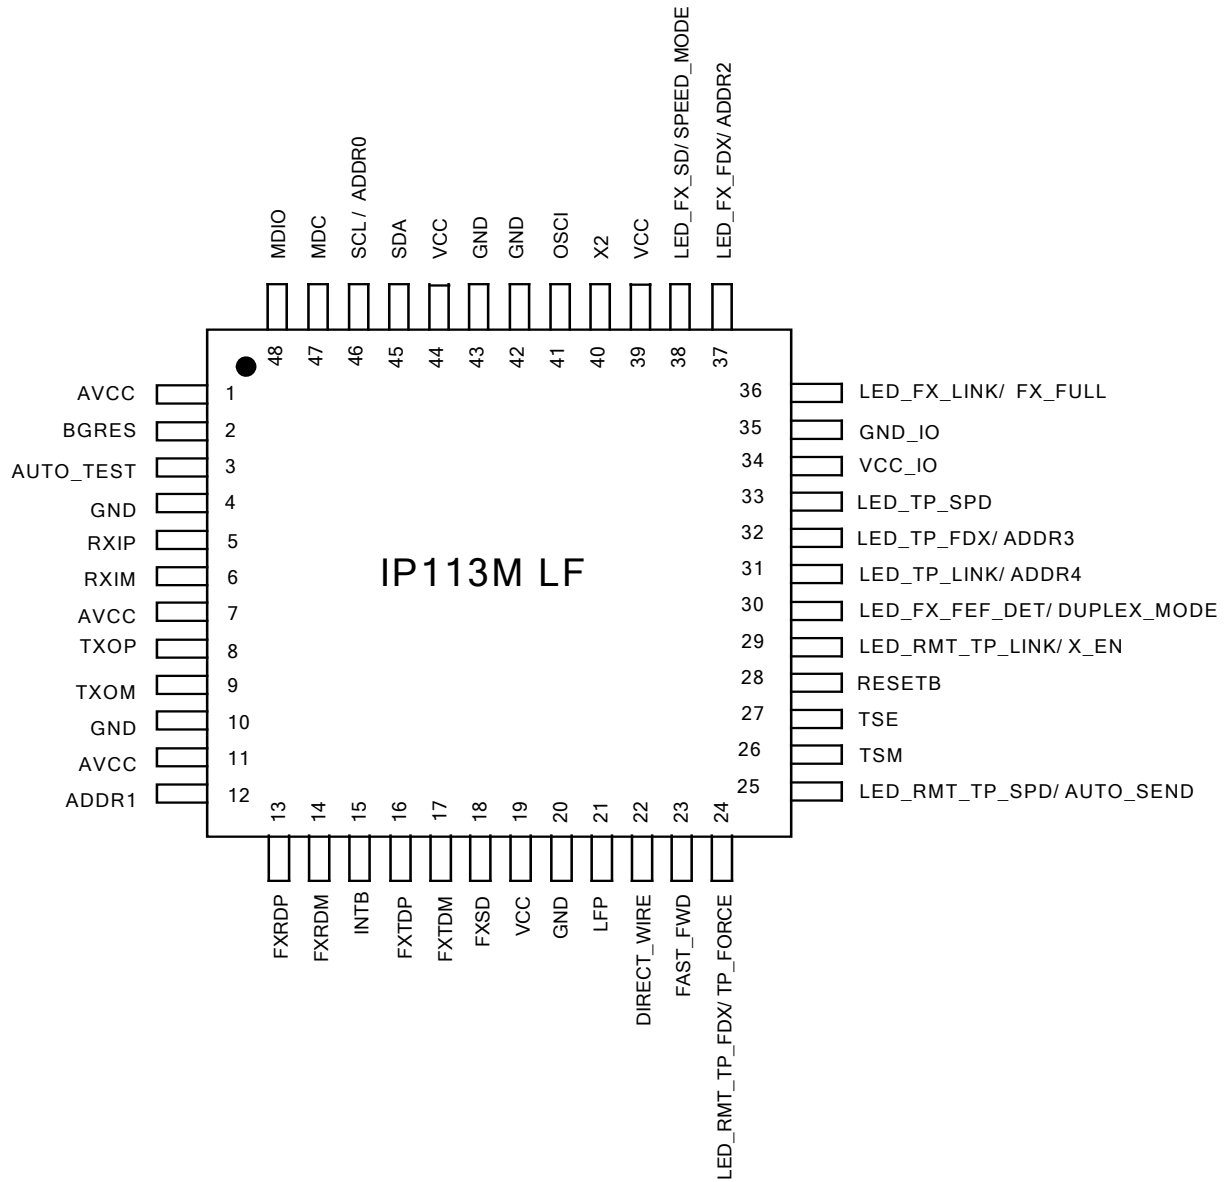 MDIO
MDC
SCL / ADDR0
SDA
VCC
GND
GND
OSCI
X2
VCC
LED_FX_SD/ SPEED_MODE
LED_FX_FDX/ ADDR2
48
47
46
45
44
43
42
41
40
39
38
37
AVCC 1
BGRES 2
AUTO_TEST 3
GND 4
RXIP 5
RXIM 6
AVCC 7
TXOP 8
TXOM 9
GND 10
AVCC 11
ADDR1 12
IP113M LF
36 LED_FX_LINK/ FX_FULL
35 GND_IO
34 VCC_IO
33 LED_TP_SPD
32 LED_TP_FDX/ ADDR3
31 LED_TP_LINK/ ADDR4
30 LED_FX_FEF_DET/ DUPLEX_MODE
29 LED_RMT_TP_LINK/ X_EN
28 RESETB
27 TSE
26 TSM
25 LED_RMT_TP_SPD/ AUTO_SEND
13
14
15
16
17
18
19
20
21
22
23
24
FXRDP
FXRDM
INTB
FXTDP
FXTDM
FXSD
VCC
GND
LFP
DIRECT_WIRE
FAST_FWD
LED_RMT_TP_FDX/ TP_FORCE